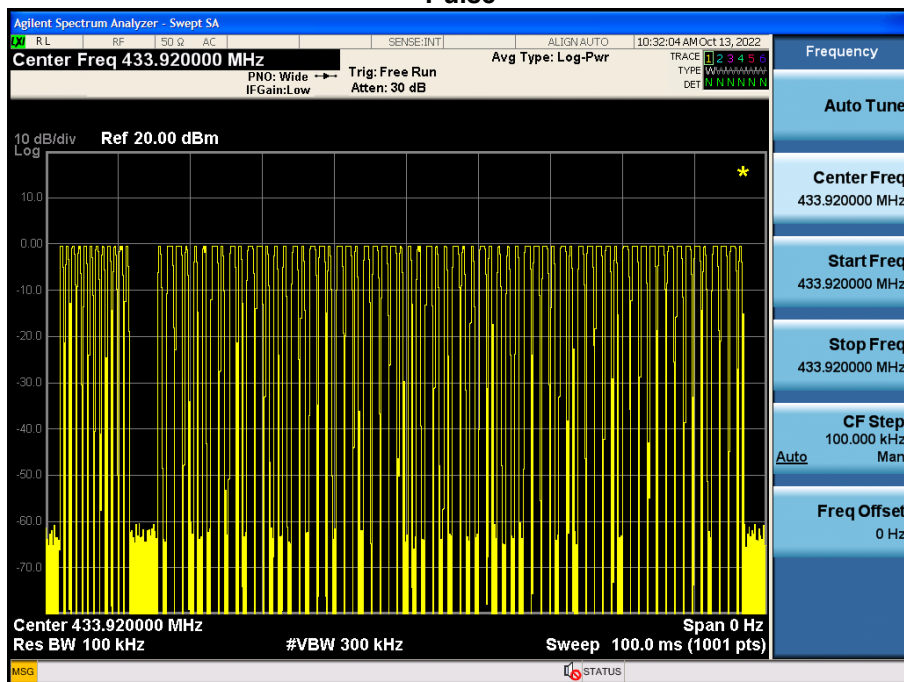 Agilent Spectrum Analyzer - Swept SA
LXI RL RF 50 Ω AC SENSE:INT ALIGN AUTO 10:32:04 AM Oct 13, 2022
Center Freq 433.920000 MHz
PNO: Wide
IFGain:Low
Trig: Free Run
Atten: 30 dB
Avg Type: Log-Pwr
TRACE 1 2 3 4 5 6
TYPE
DET N N N N N N
10 dB/div Ref 20.00 dBm
Log
10.0
0.00
-10.0
-20.0
-30.0
-40.0
-50.0
-60.0
-70.0
*
Center 433.920000 MHz Span 0 Hz
Res BW 100 kHz #VBW 300 kHz Sweep 100.0 ms (1001 pts)
MSG STATUS
Frequency
Auto Tune
Center Freq
433.920000 MHz
Start Freq
433.920000 MHz
Stop Freq
433.920000 MHz
CF Step
100.000 kHz
Auto Man
Freq Offset
0 Hz